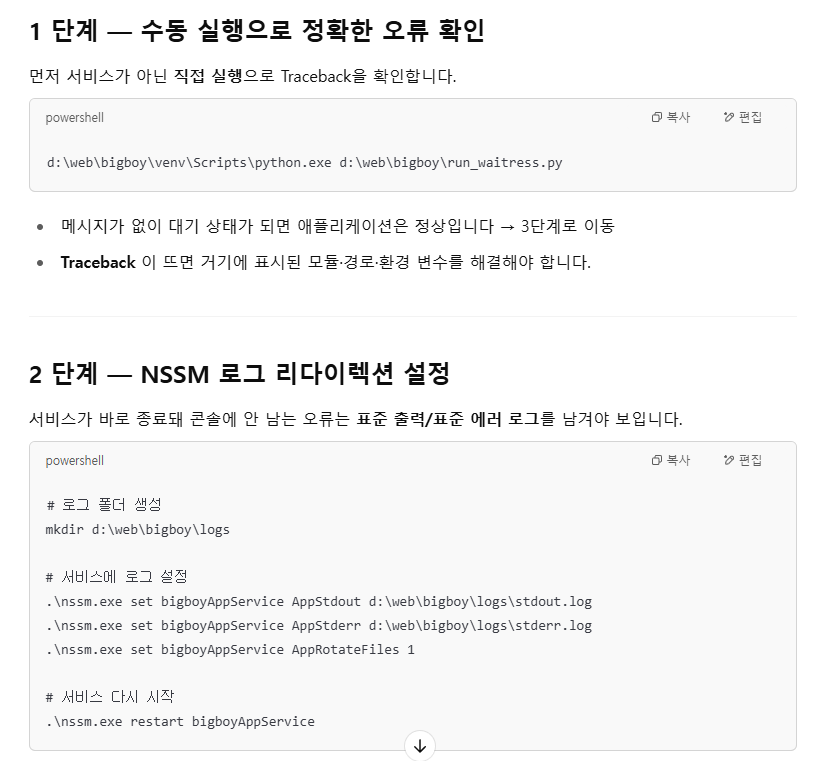 1 단계 — 수동 실행으로 정확한 오류 확인
먼저 서비스가 아닌 직접 실행으로 Traceback을 확인합니다.
powershell
복사
편집
d:\web\bigboy\venv\Scripts\python.exe d:\web\bigboy\run_waitress.py
• 메시지가 없이 대기 상태가 되면 애플리케이션은 정상입니다 → 3단계로 이동
• Traceback 이 뜨면 거기에 표시된 모듈·경로·환경 변수를 해결해야 합니다.
2 단계 — NSSM 로그 리다이렉션 설정
서비스가 바로 종료돼 콘솔에 안 남는 오류는 표준 출력/표준 에러 로그를 남겨야 보입니다.
powershell
복사
편집
# 로그 폴더 생성
mkdir d:\web\bigboy\logs
# 서비스에 로그 설정
.\nssm.exe set bigboyAppService AppStdout d:\web\bigboy\logs\stdout.log
.\nssm.exe set bigboyAppService AppStderr d:\web\bigboy\logs\stderr.log
.\nssm.exe set bigboyAppService AppRotateFiles 1
# 서비스 다시 시작
.\nssm.exe restart bigboyAppService